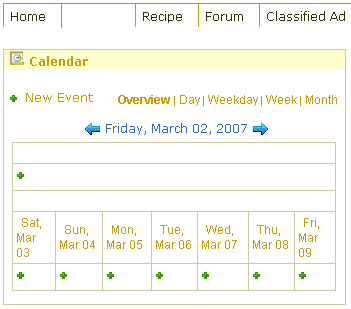 Home Recipe Forum Classified Ad
Calendar
New Event Overview | Day | Weekday | Week | Month
Friday, March 02, 2007
Sat, Mar 03 Sun, Mar 04 Mon, Mar 05 Tue, Mar 06 Wed, Mar 07 Thu, Mar 08 Fri, Mar 09